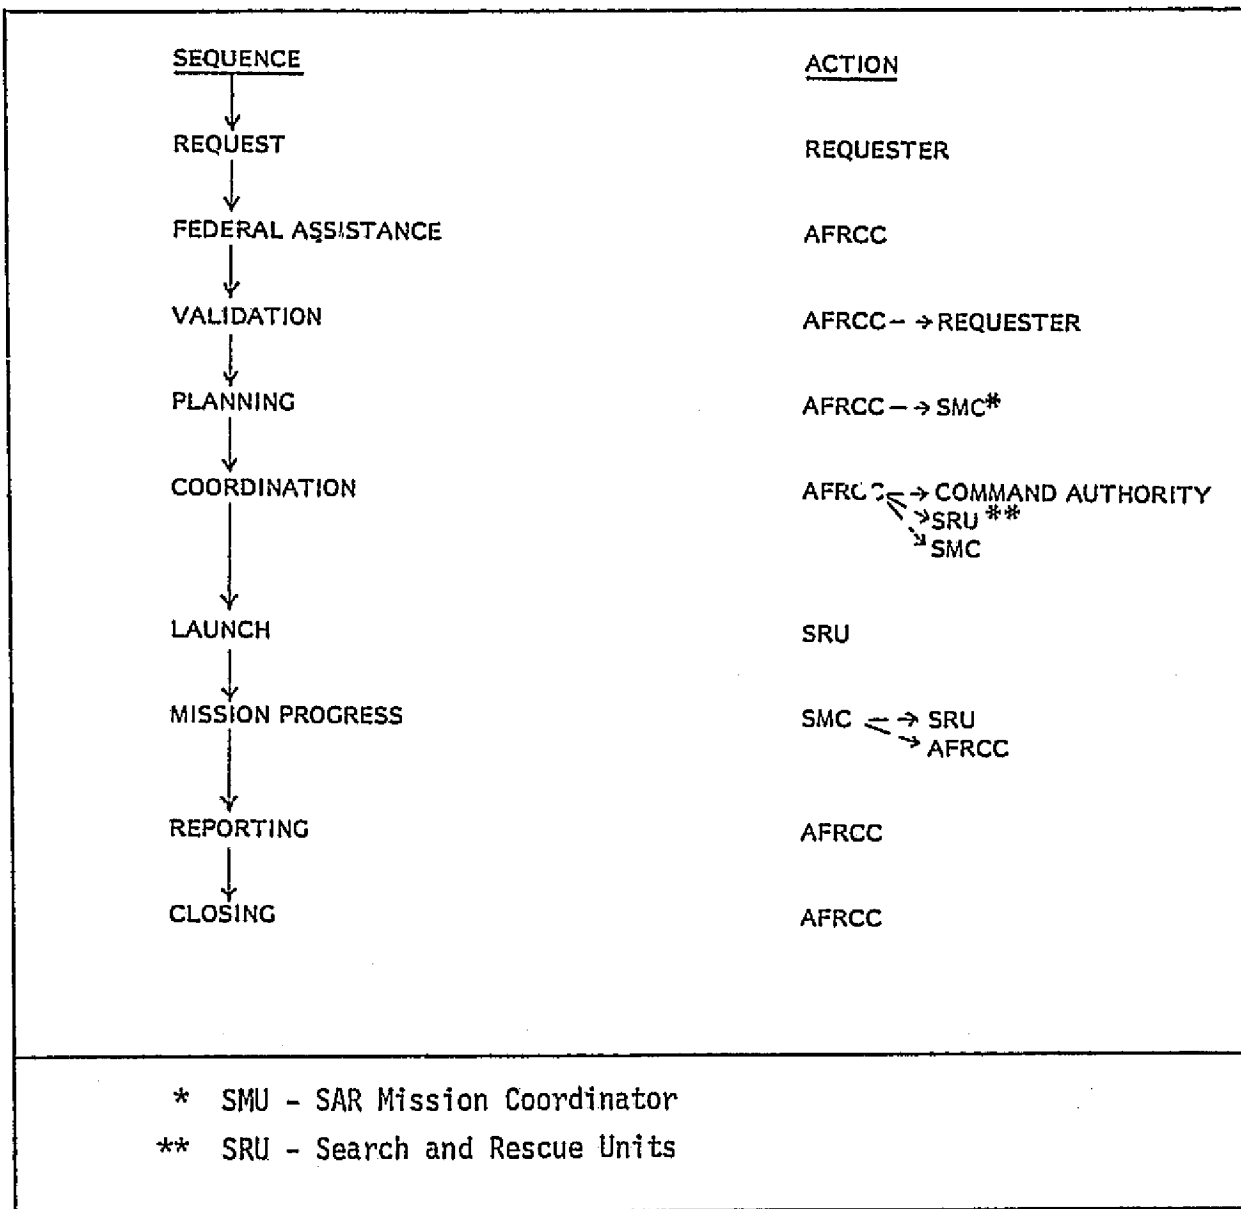 SEQUENCE ACTION
REQUEST REQUESTER
FEDERAL ASSISTANCE AFRCC
VALIDATION AFRCC – → REQUESTER
PLANNING AFRCC – → SMC*
COORDINATION AFRCC – → COMMAND AUTHORITY
SRU**
SMC
LAUNCH SRU
MISSION PROGRESS SMC – → SRU
AFRCC
REPORTING AFRCC
CLOSING AFRCC
* SMU - SAR Mission Coordinator
** SRU - Search and Rescue Units